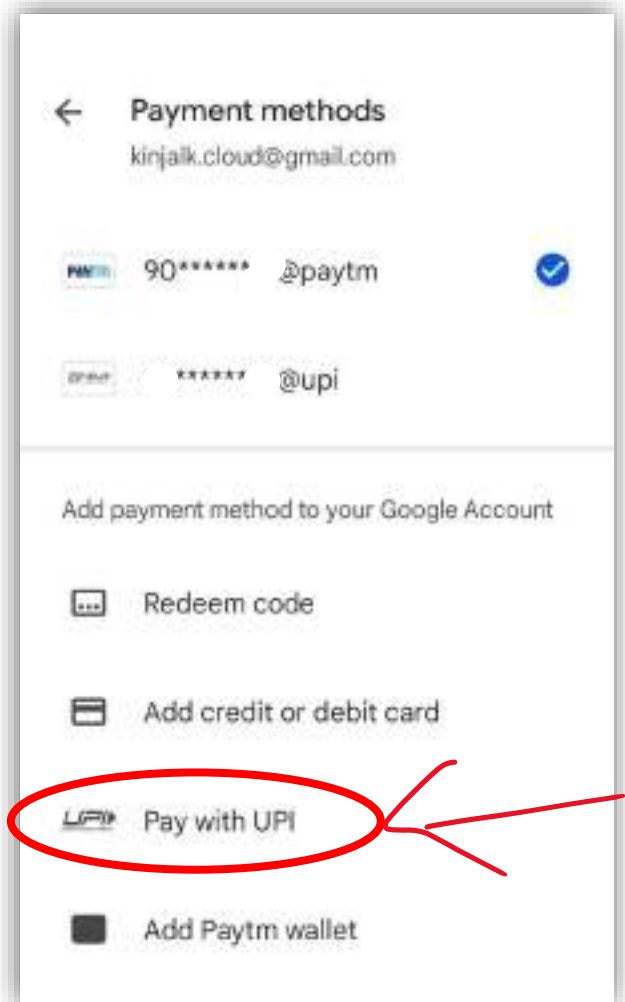 Payment methods
kinjalk.cloud@gmail.com
90****** @paytm
****** @upi
Add payment method to your Google Account
Redeem code
Add credit or debit card
UPI Pay with UPI
Add Paytm wallet